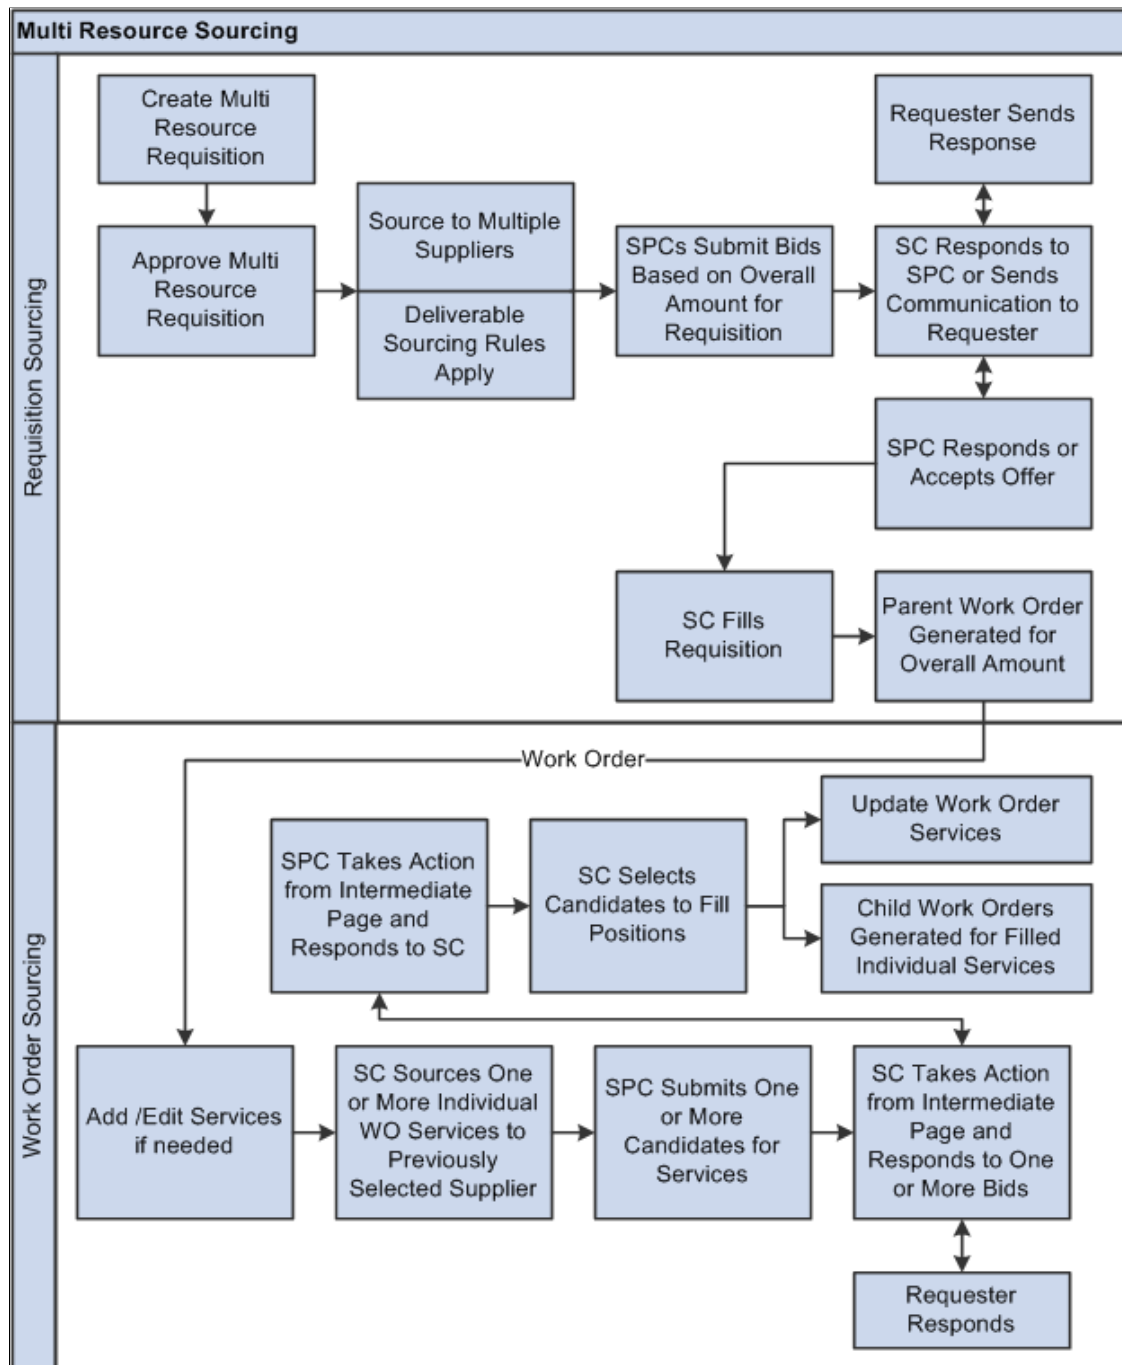 Multi Resource Sourcing
Requisition Sourcing
Create Multi
Resource
Requisition
Approve Multi
Resource
Requisition
Source to Multiple
Suppliers
Deliverable
Sourcing Rules
Apply
SPCs Submit Bids
Based on Overall
Amount for
Requisition
Requester Sends
Response
SC Responds to
SPC or Sends
Communication to
Requester
SPC Responds or
Accepts Offer
SC Fills
Requisition
Parent Work Order
Generated for
Overall Amount
Work Order Sourcing
Work Order
SPC Takes Action
from Intermediate
Page and
Responds to SC
SC Selects
Candidates to Fill
Positions
Update Work Order
Services
Child Work Orders
Generated for Filled
Individual Services
Add /Edit Services
if needed
SC Sources One
or More Individual
WO Services to
Previously
Selected Supplier
SPC Submits One
or More
Candidates for
Services
SC Takes Action
from Intermediate
Page and
Responds to One
or More Bids
Requester
Responds